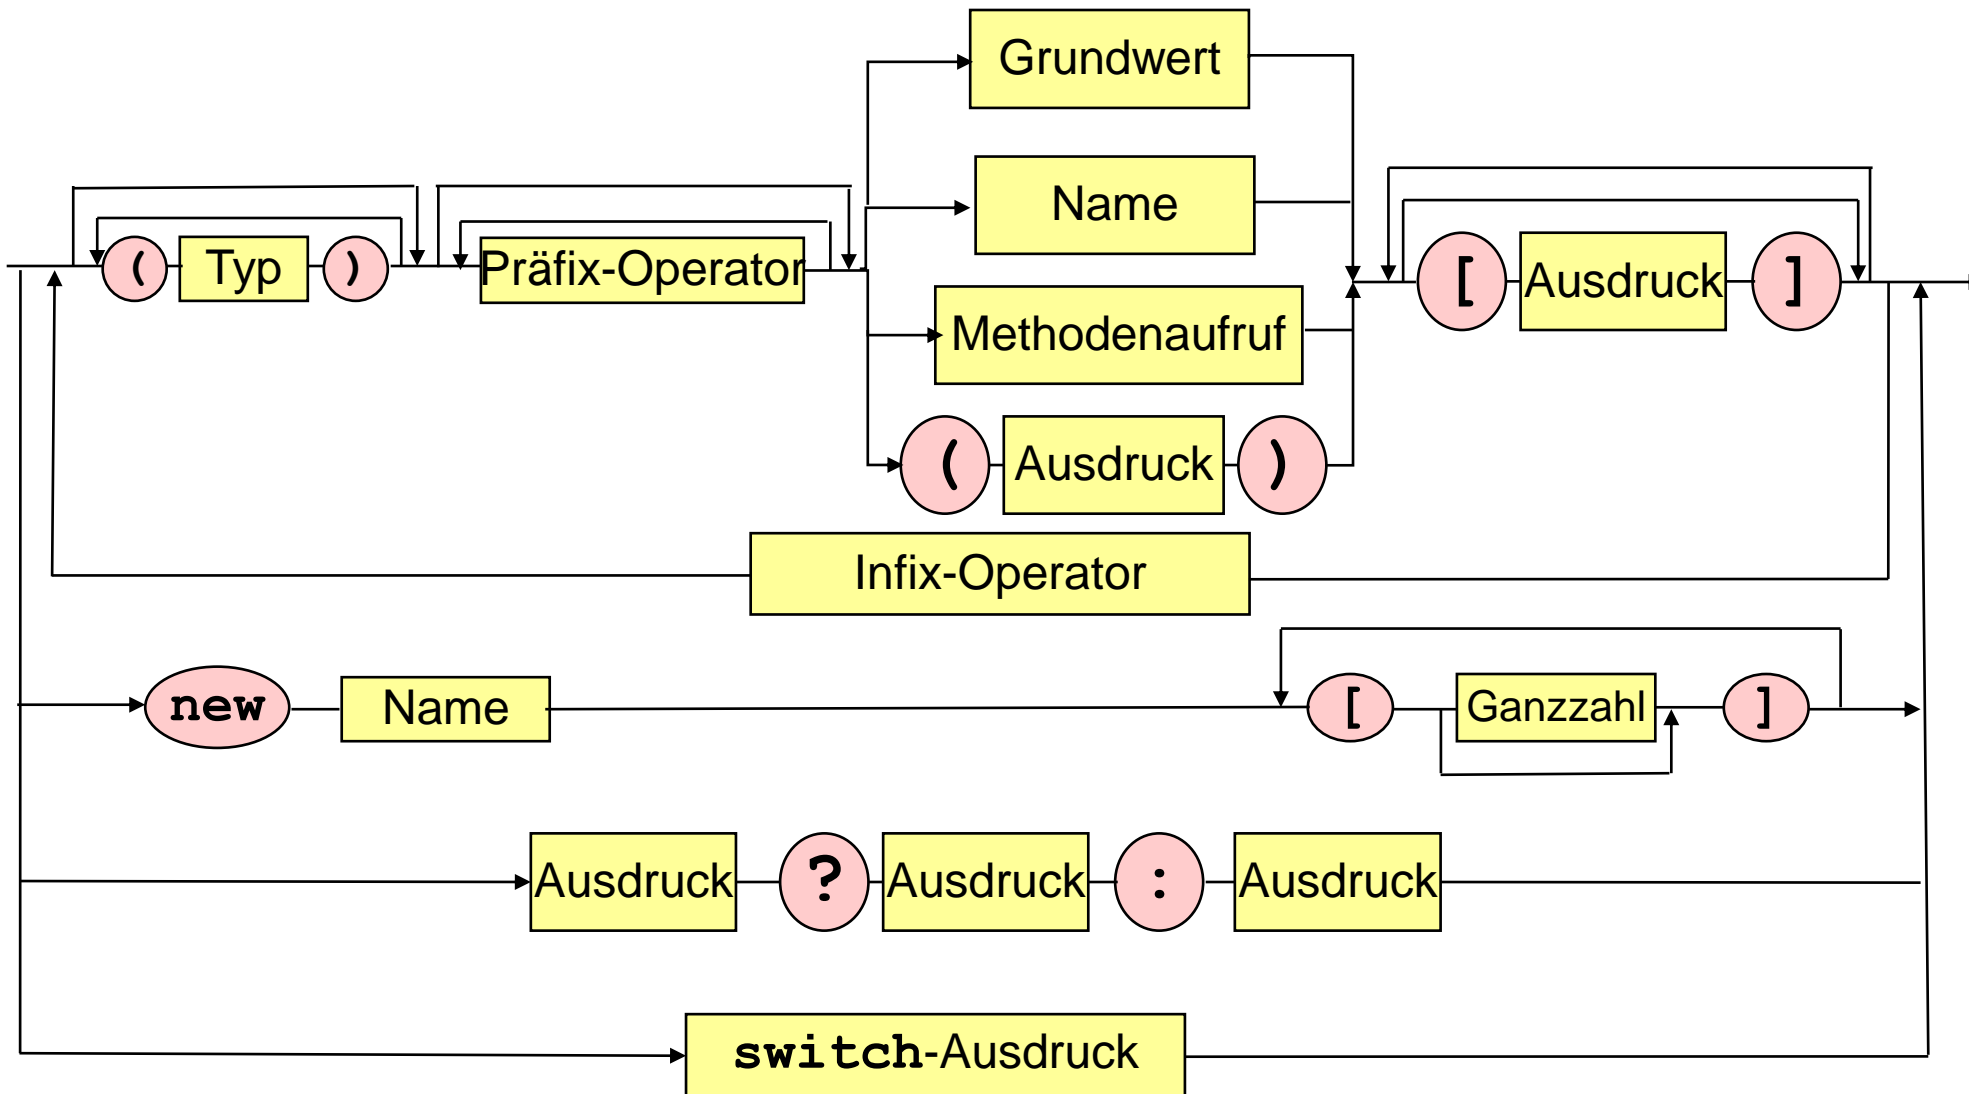 Grundwert
Name
( Typ ) Präfix-Operator [ Ausdruck ]
Methodenaufruf
( Ausdruck )
Infix-Operator
new Name [ Ganzzahl ]
Ausdruck ? Ausdruck : Ausdruck
switch-Ausdruck